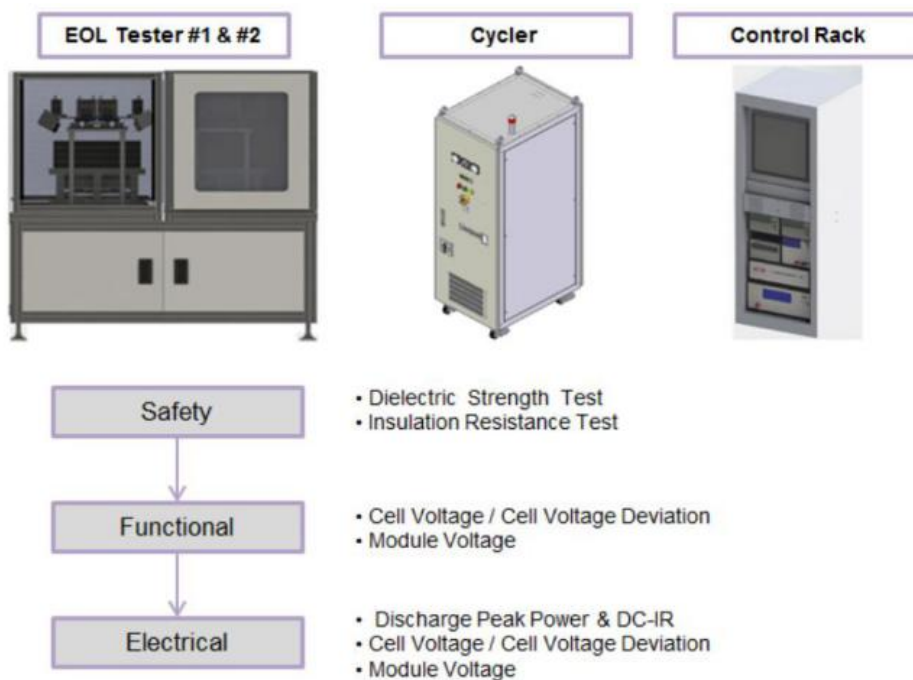 EOL Tester #1 & #2
Cycler
Control Rack
Safety
• Dielectric Strength Test
• Insulation Resistance Test
Functional
• Cell Voltage / Cell Voltage Deviation
• Module Voltage
Electrical
• Discharge Peak Power & DC-IR
• Cell Voltage / Cell Voltage Deviation
• Module Voltage